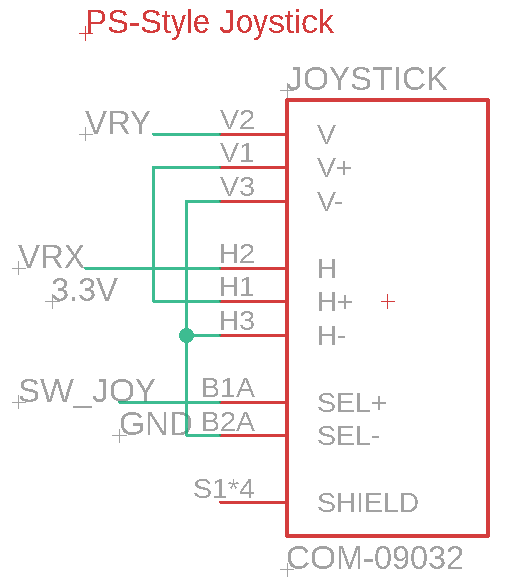 PS-Style Joystick
JOYSTICK
VRY V2 V
V1 V+
V3 V-
VRX H2 H
3.3V H1 H+
H3 H-
SW_JOY B1A SEL+
GND B2A SEL-
S1*4 SHIELD
COM-09032